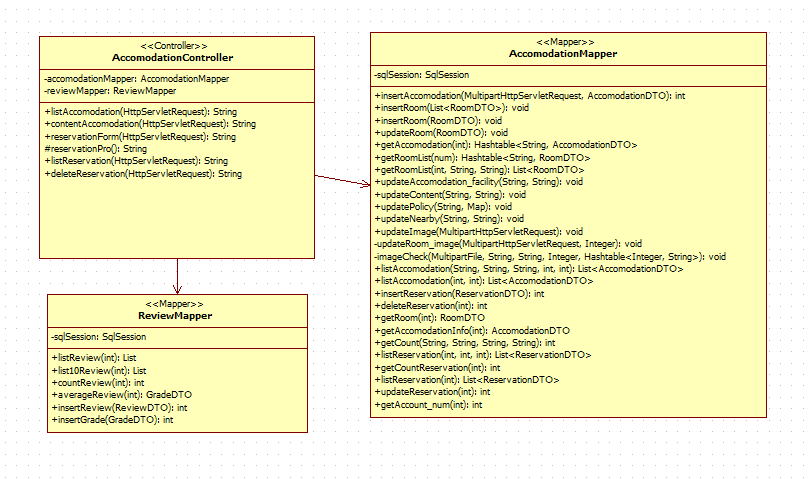 <<Controller>>
AccomodationController
-accomodationMapper: AccomodationMapper
-reviewMapper: ReviewMapper
+listAccomodation(HttpServletRequest): String
+contentAccomodation(HttpServletRequest): String
+reservationForm(HttpServletRequest): String
#reservationPro(): String
+listReservation(HttpServletRequest): String
+deleteReservation(HttpServletRequest): String
<<Mapper>>
ReviewMapper
-sqlSession: SqlSession
+listReview(int): List
+list10Review(int): List
+countReview(int): int
+averageReview(int): GradeDTO
+insertReview(ReviewDTO): int
+insertGrade(GradeDTO): int
<<Mapper>>
AccomodationMapper
-sqlSession: SqlSession
+insertAccomodation(MultipartHttpServletRequest, AccomodationDTO): int
+insertRoom(List<RoomDTO>): void
+insertRoom(RoomDTO): void
+updateRoom(RoomDTO): void
+getAccomodation(int): Hashtable<String, AccomodationDTO>
+getRoomList(num): Hashtable<String, RoomDTO>
+getRoomList(int, String, String): List<RoomDTO>
+updateAccomodation_facility(String, String): void
+updateContent(String, String): void
+updatePolicy(String, Map): void
+updateNearby(String, String): void
+updateImage(MultipartHttpServletRequest): void
-updateRoom_image(MultipartHttpServletRequest, Integer): void
-imageCheck(MultipartFile, String, String, Integer, Hashtable<Integer, String>): void
+listAccomodation(String, String, String, int, int): List<AccomodationDTO>
+listAccomodation(int, int): List<AccomodationDTO>
+insertReservation(ReservationDTO): int
+deleteReservation(int): int
+getRoom(int): RoomDTO
+getAccomodationInfo(int): AccomodationDTO
+getCount(String, String, String, String): int
+listReservation(int, int, int): List<ReservationDTO>
+getCountReservation(int): int
+listReservation(int): List<ReservationDTO>
+updateReservation(int): int
+getAccount_num(int): int